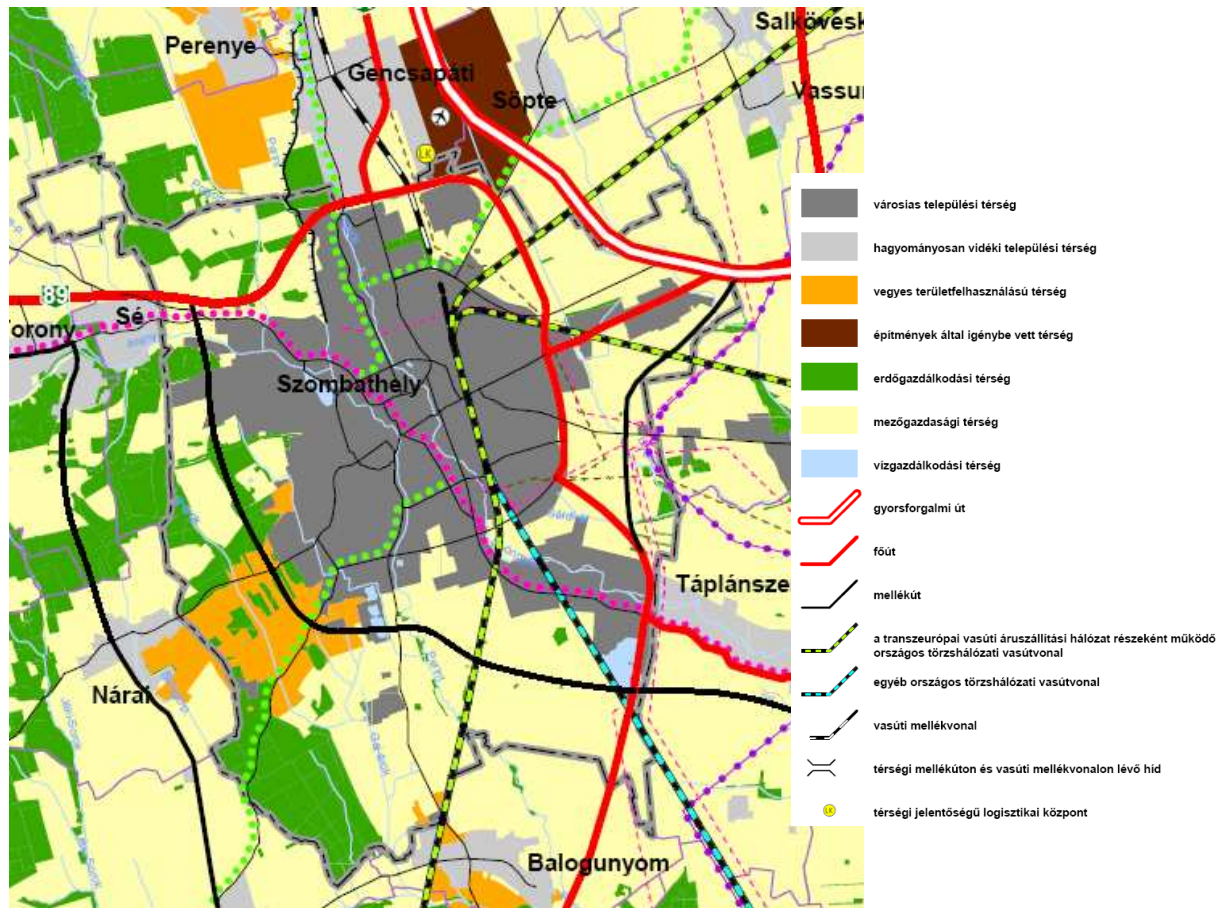 Perenye
Salkövesk
Gencsapáti
Söpte
Vassur
LK
89
Sé
orony
Szombathely
Táplánsze
Nárai
Balogunyom
városias települési térség
hagyományosan vidéki települési térség
vegyes területfelhasználású térség
építmények által igénybe vett térség
erdőgazdálkodási térség
mezőgazdasági térség
vízgazdálkodási térség
gyorsforgalmi út
főút
mellékút
a transzeurópai vasúti áruszállítási hálózat részeként működő
országos törzshálózati vasútvonal
egyéb országos törzshálózati vasútvonal
vasúti mellékvonal
térségi mellékúton és vasúti mellékvonalon lévő híd
LK
térségi jelentőségű logisztikai központ